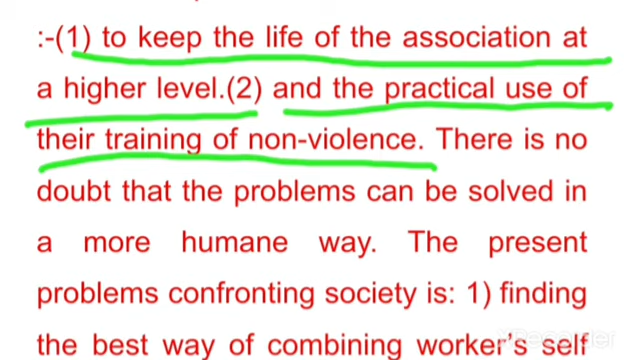 :-(1) to keep the life of the association at
a higher level.(2) and the practical use of
their training of non-violence. There is no
doubt that the problems can be solved in
a more humane way. The present
problems confronting society is: 1) finding
the best way of combining worker's self
XRecorder